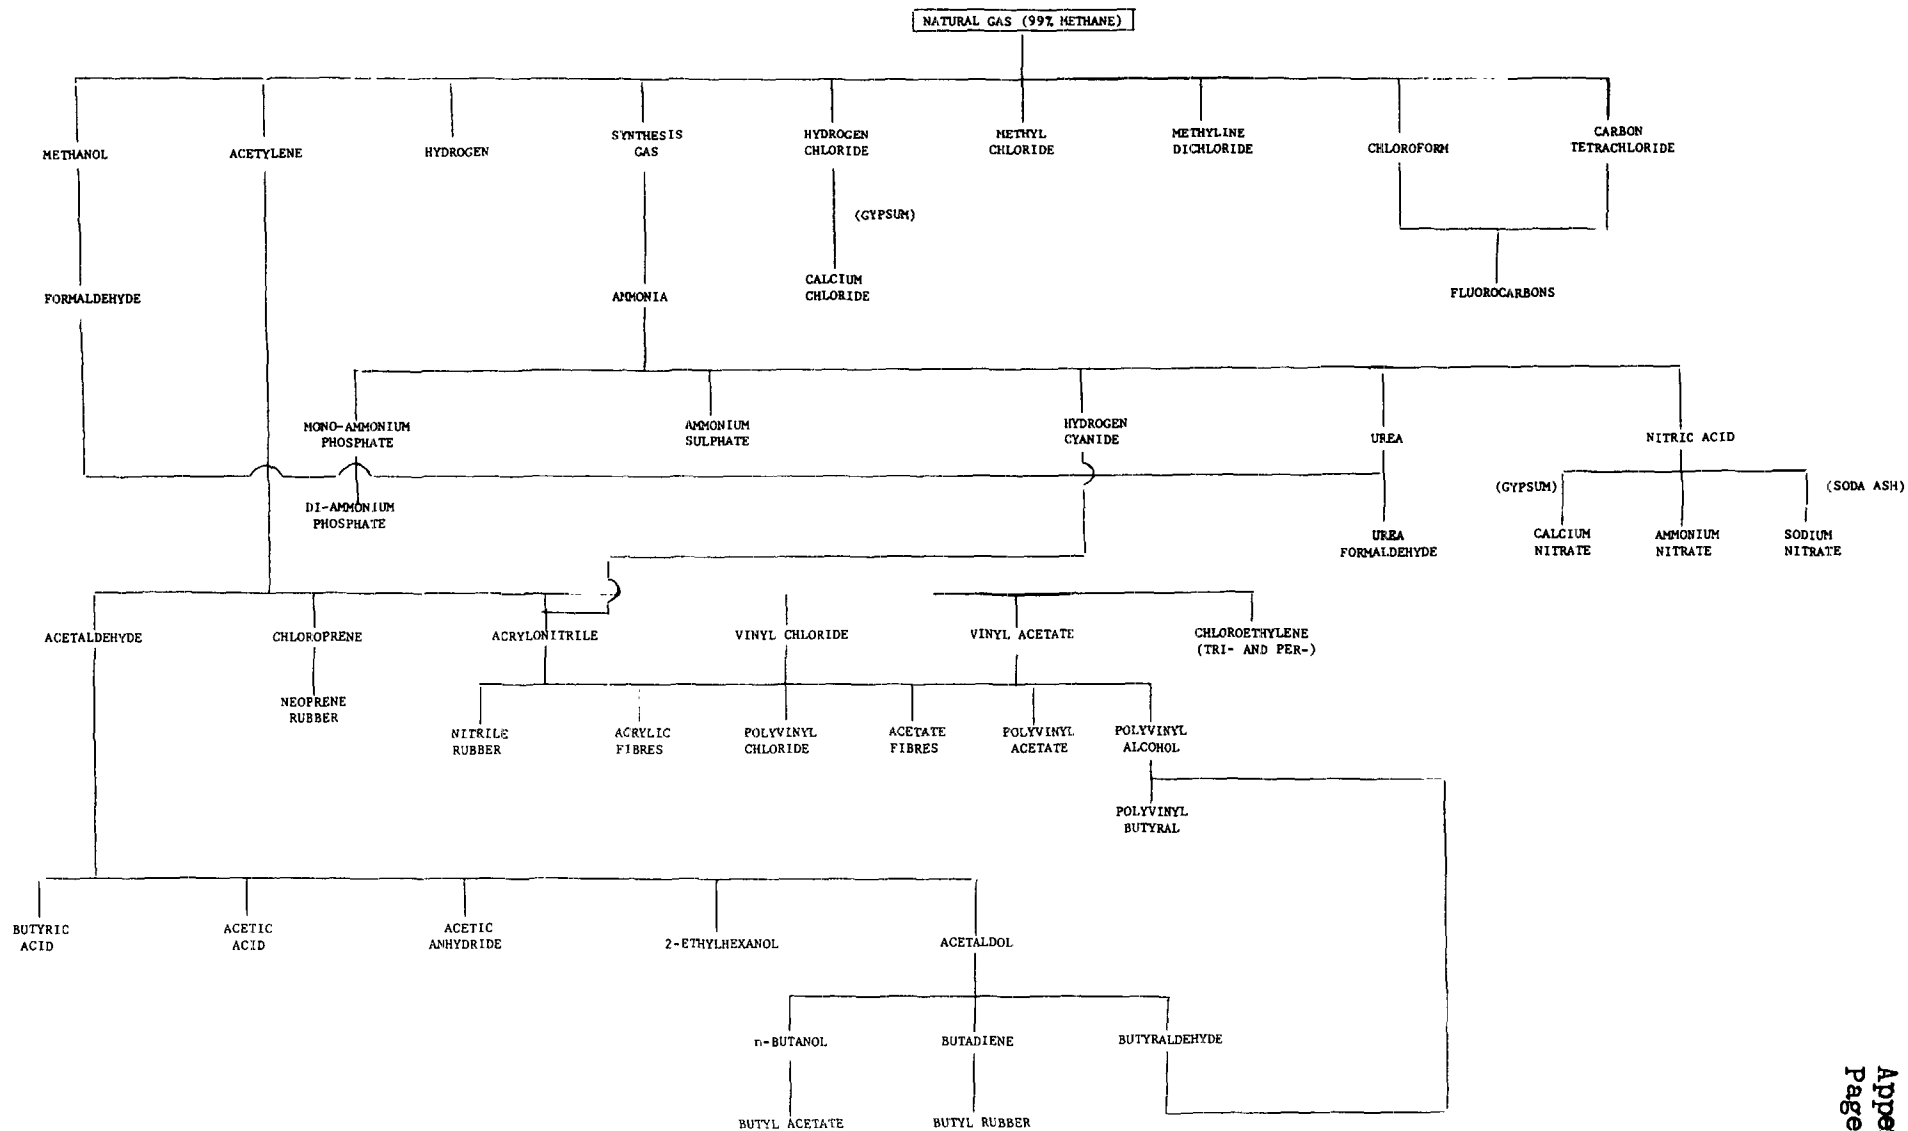 NATURAL GAS (99% METHANE)
METHANOL
ACETYLENE
HYDROGEN
SYNTHESIS
GAS
HYDROGEN
CHLORIDE
METHYL
CHLORIDE
METHYLINE
DICHLORIDE
CHLOROFORM
CARBON
TETRACHLORIDE
(GYPSUM)
FORMALDEHYDE
AMMONIA
CALCIUM
CHLORIDE
FLUOROCARBONS
MONO-AMMONIUM
PHOSPHATE
AMMONIUM
SULPHATE
HYDROGEN
CYANIDE
UREA
NITRIC ACID
DI-AMMONIUM
PHOSPHATE
(GYPSUM)
(SODA ASH)
UREA
FORMALDEHYDE
CALCIUM
NITRATE
AMMONIUM
NITRATE
SODIUM
NITRATE
ACETALDEHYDE
CHLOROPRENE
ACRYLONITRILE
VINYL CHLORIDE
VINYL ACETATE
CHLOROETHYLENE
(TRI- AND PER-)
NEOPRENE
RUBBER
NITRILE
RUBBER
ACRYLIC
FIBRES
POLYVINYL
CHLORIDE
ACETATE
FIBRES
POLYVINYL
ACETATE
POLYVINYL
ALCOHOL
POLYVINYL
BUTYRAL
BUTYRIC
ACID
ACETIC
ACID
ACETIC
ANHYDRIDE
2-ETHYLHEXANOL
ACETALDOL
n-BUTANOL
BUTADIENE
BUTYRALDEHYDE
BUTYL ACETATE
BUTYL RUBBER
Page